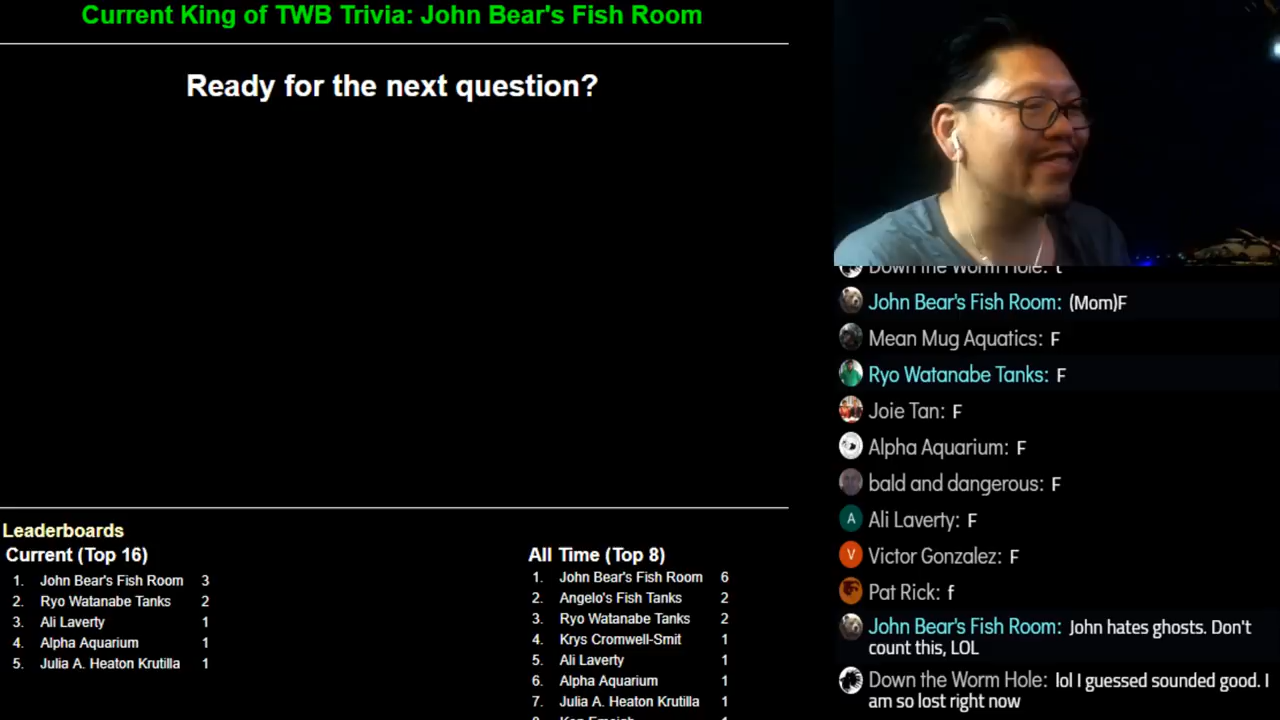 Current King of TWB Trivia: John Bear's Fish Room
Ready for the next question?
Down the Worm Hole: t
John Bear's Fish Room: (Mom)F
Mean Mug Aquatics: F
Ryo Watanabe Tanks: F
Joie Tan: F
Alpha Aquarium: F
bald and dangerous: F
A Ali Laverty: F
V Victor Gonzalez: F
Pat Rick: f
John Bear's Fish Room: John hates ghosts. Don't
count this, LOL
Down the Worm Hole: lol I guessed sounded good. I
am so lost right now
Leaderboards
Current (Top 16)
1. John Bear's Fish Room 3
2. Ryo Watanabe Tanks 2
3. Ali Laverty 1
4. Alpha Aquarium 1
5. Julia A. Heaton Krutilla 1
All Time (Top 8)
1. John Bear's Fish Room 6
2. Angelo's Fish Tanks 2
3. Ryo Watanabe Tanks 2
4. Krys Cromwell-Smit 1
5. Ali Laverty 1
6. Alpha Aquarium 1
7. Julia A. Heaton Krutilla 1